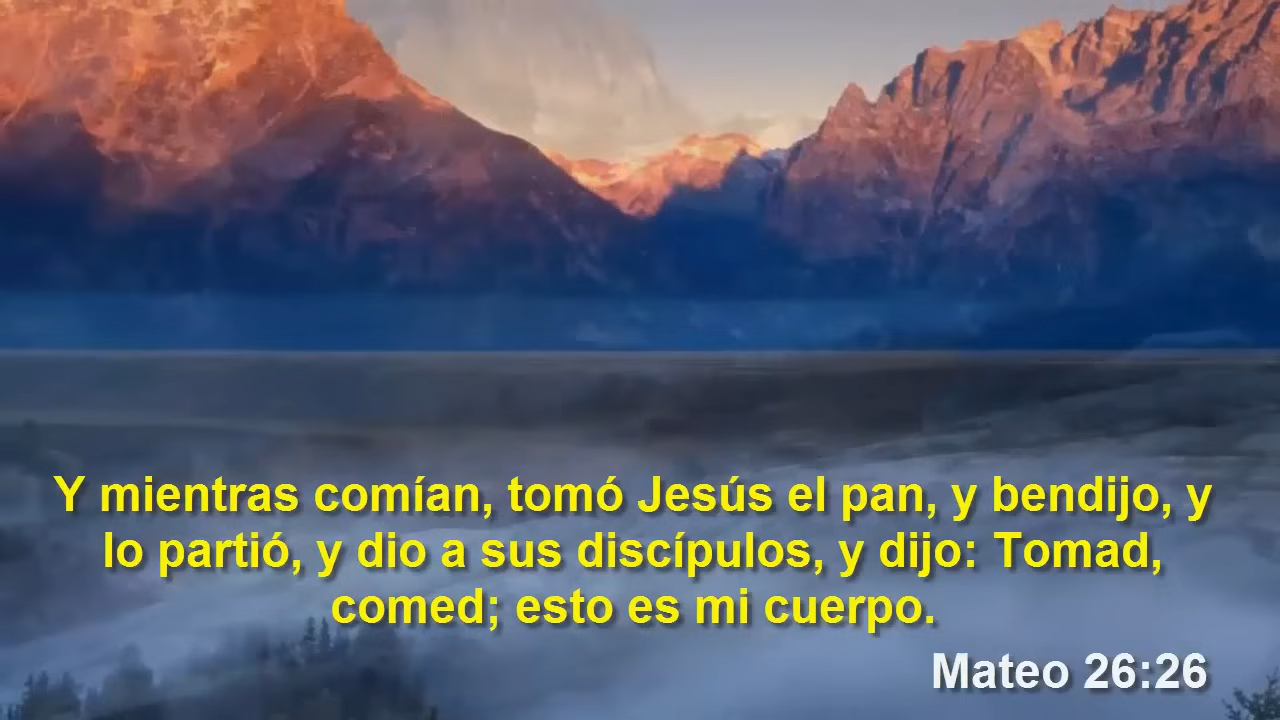 Y mientras comían, tomó Jesús el pan, y bendijo, y
lo partió, y dio a sus discípulos, y dijo: Tomad,
comed; esto es mi cuerpo.
Mateo 26:26